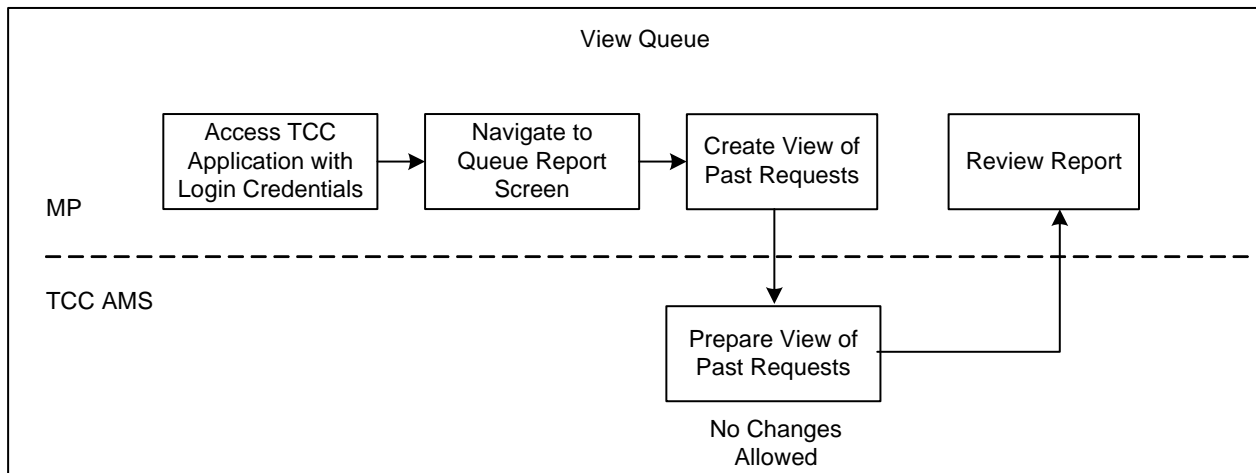 View Queue
Access TCC
Application with
Login Credentials
Navigate to
Queue Report
Screen
Create View of
Past Requests
Review Report
MP
TCC AMS
Prepare View of
Past Requests
No Changes
Allowed